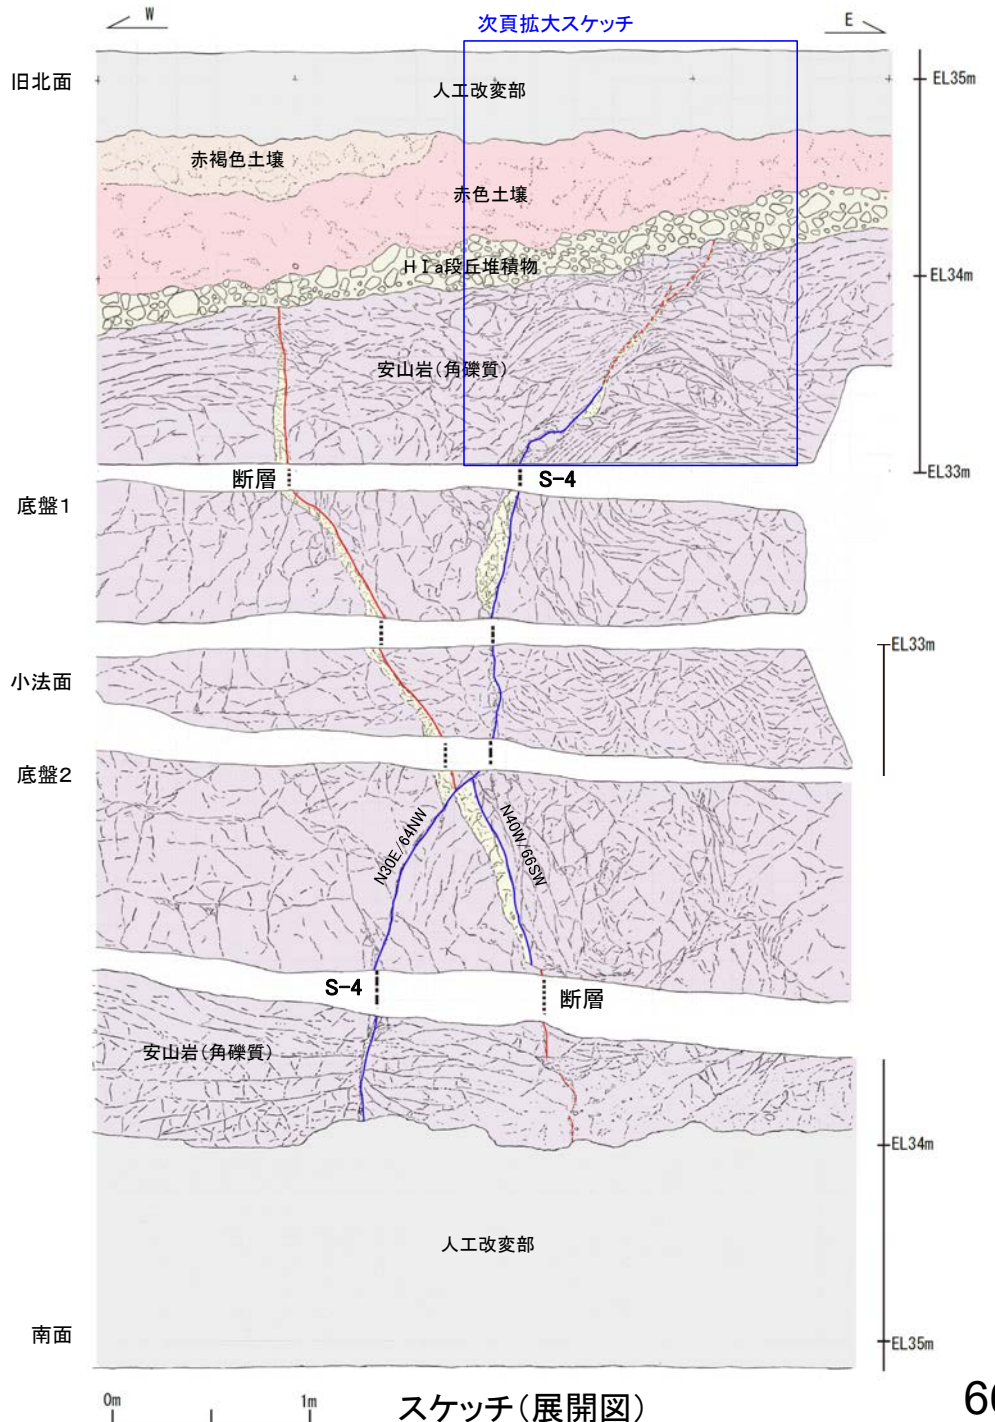 W
次頁拡大スケッチ
E
旧北面
EL35m
人工改変部
赤褐色土壌
赤色土壌
HⅠa段丘堆積物
EL34m
安山岩(角礫質)
EL33m
断層
S-4
底盤1
EL33m
小法面
底盤2
N30E/64NW
N40W/66SW
S-4
断層
安山岩(角礫質)
EL34m
人工改変部
南面
EL35m
0m
1m
スケッチ(展開図)